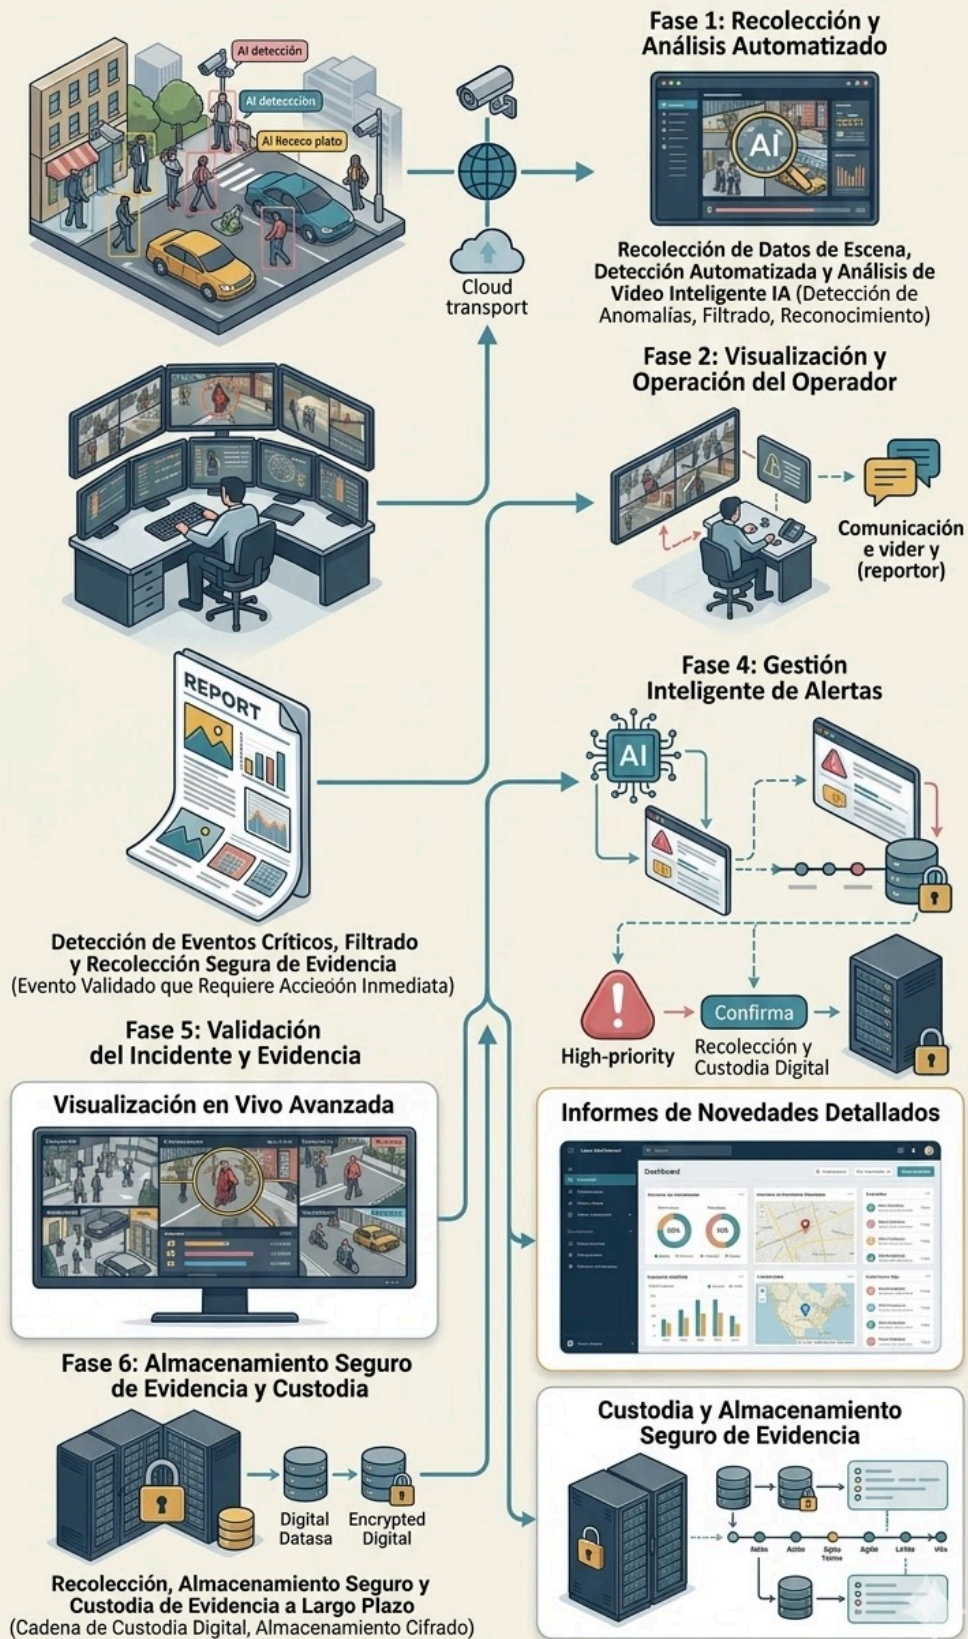 Fase 1: Recolección y
Análisis Automatizado
AI detección
AI deteccción
AI Receco plato
AI
Cloud
transport
Recolección de Datos de Escena,
Detección Automatizada y Análisis de
Video Inteligente IA (Detección de
Anomalías, Filtrado, Reconocimiento)
Fase 2: Visualización y
Operación del Operador
Comunicación
e vider y
(reportor)
REPORT
Detección de Eventos Críticos, Filtrado
y Recolección Segura de Evidencia
(Evento Validado que Requiere Accieción Inmediata)
Fase 4: Gestión
Inteligente de Alertas
AI
High-priority
Confirma
Recolección y
Custodia Digital
Fase 5: Validación
del Incidente y Evidencia
Visualización en Vivo Avanzada
Informes de Novedades Detallados
Dashboard
Fase 6: Almacenamiento Seguro
de Evidencia y Custodia
Digital
Datasa
Encrypted
Digital
Recolección, Almacenamiento Seguro y
Custodia de Evidencia a Largo Plazo
(Cadena de Custodia Digital, Almacenamiento Cifrado)
Custodia y Almacenamiento
Seguro de Evidencia